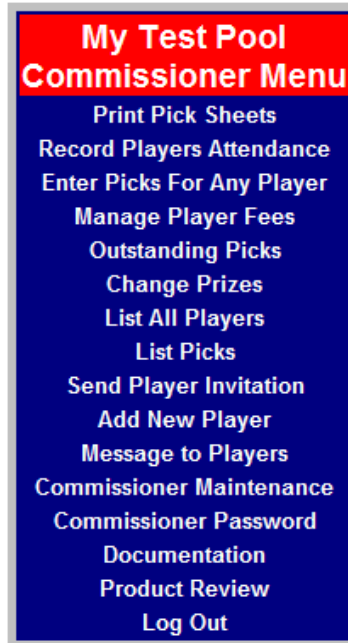 My Test Pool
Commissioner Menu
Print Pick Sheets
Record Players Attendance
Enter Picks For Any Player
Manage Player Fees
Outstanding Picks
Change Prizes
List All Players
List Picks
Send Player Invitation
Add New Player
Message to Players
Commissioner Maintenance
Commissioner Password
Documentation
Product Review
Log Out